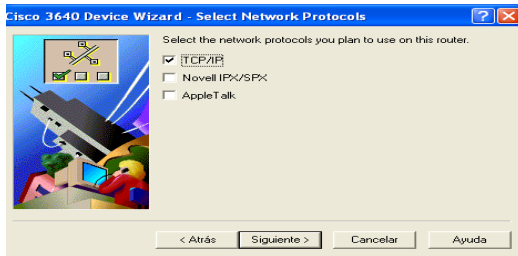 Cisco 3640 Device Wizard - Select Network Protocols
Select the network protocols you plan to use on this router.
TCP/IP
Novell IPX/SPX
AppleTalk
< Atrás Siguiente > Cancelar Ayuda